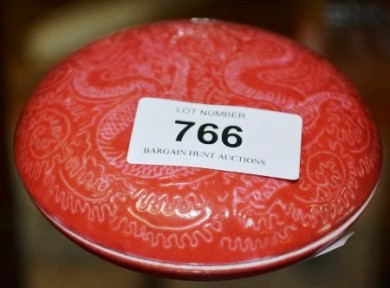 LOT NUMBER
766
BARGAIN HUNT AUCTIONS